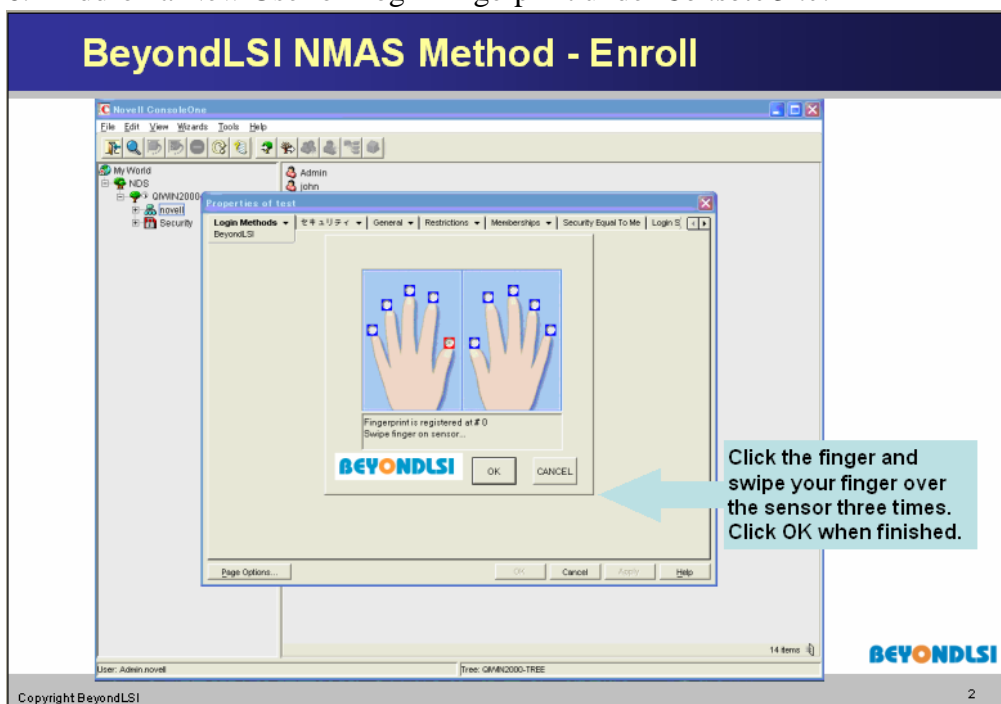 BeyondLSI NMAS Method - Enroll
Novell ConsoleOne
File Edit View Wizards Tools Help
My World
NDS
novell
Security
Admin
john
Properties of test
Login Methods セキュリティ General Restrictions Memberships Security Equal To Me Login S
BeyondLSI
Fingerprint is registered at # 0
Swipe finger on sensor...
BEYONDLSI
OK CANCEL
Click the finger and
swipe your finger over
the sensor three times.
Click OK when finished.
Page Options... OK Cancel Apply Help
14 items
User: Admin.novell Tree: QIWIN2000-TREE
BEYONDLSI
Copyright BeyondLSI 2